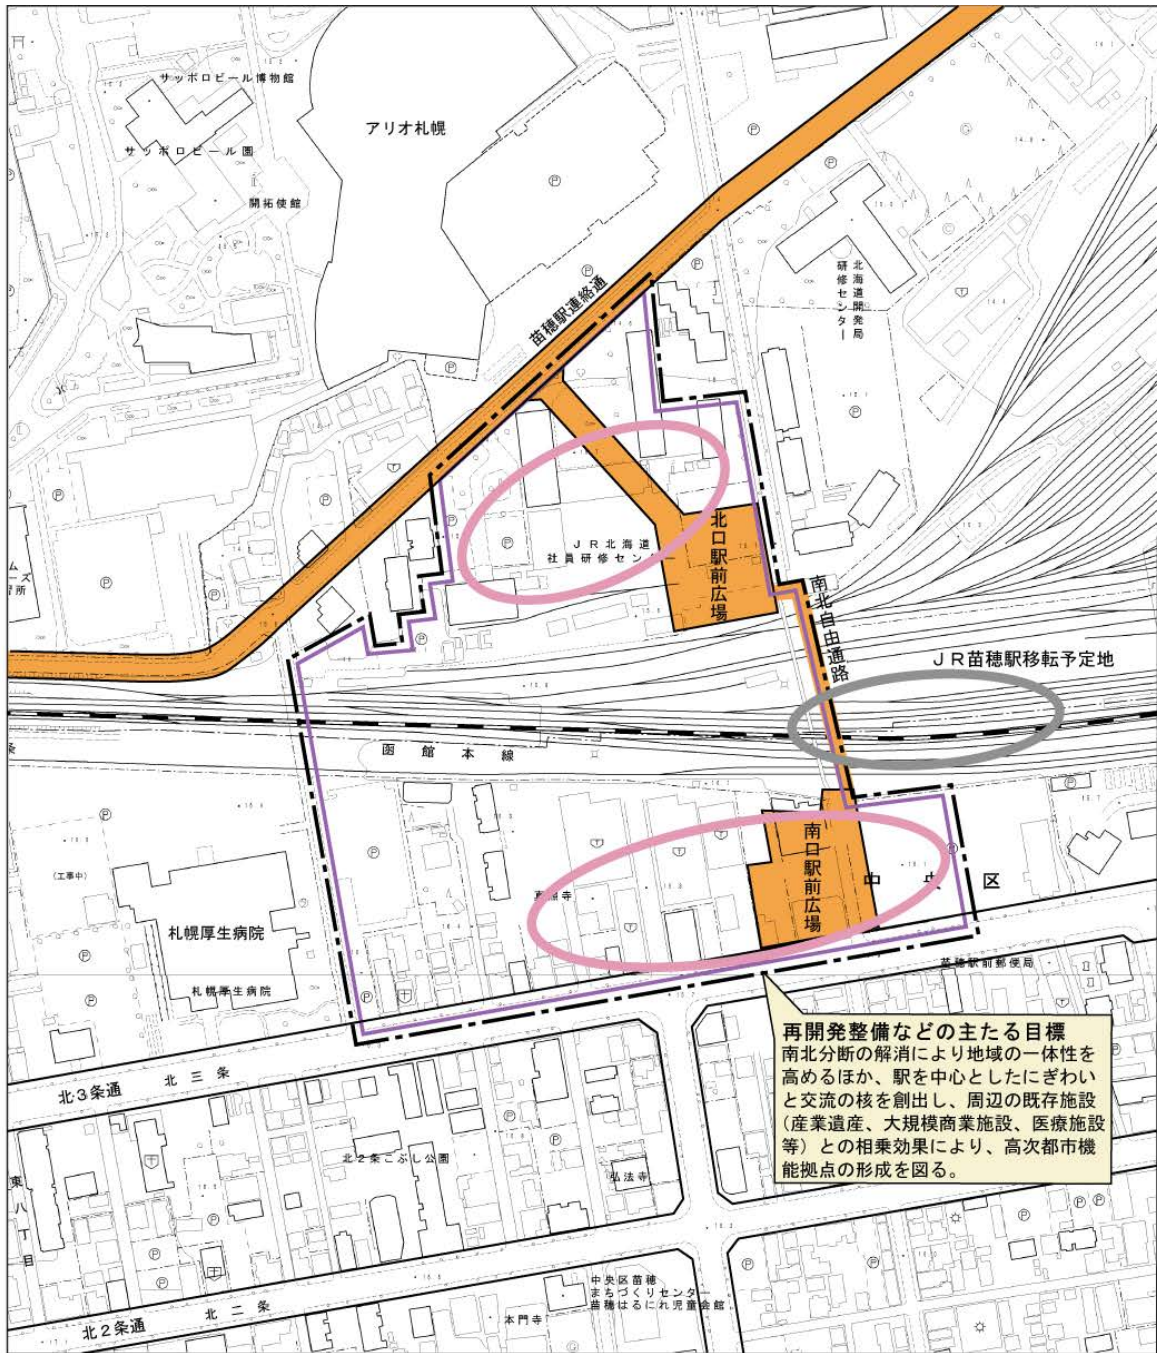 サッポロビール博物館
アリオ札幌
サッポロビール園
開拓使館
北海道開発局
研修センター
苗穂駅連絡通
JR北海道
社員研修センター
北口駅前広場
南北自由通路
JR苗穂駅移転予定地
函館本線
南口駅前広場
中央区
(工事中)
札幌厚生病院
札幌厚生病院
苗穂駅前郵便局
再開発整備などの主たる目標
南北分断の解消により地域の一体性を
高めるほか、駅を中心としたにぎわい
と交流の核を創出し、周辺の既存施設
(産業遺産、大規模商業施設、医療施設
等)との相乗効果により、高次都市機
能拠点の形成を図る。
北3条通
北三条
北2条こぶし公園
弘法寺
東八丁目
中央区苗穂
まちづくりセンター
苗穂はるにれ児童会館
本門寺
北2条通
北二条